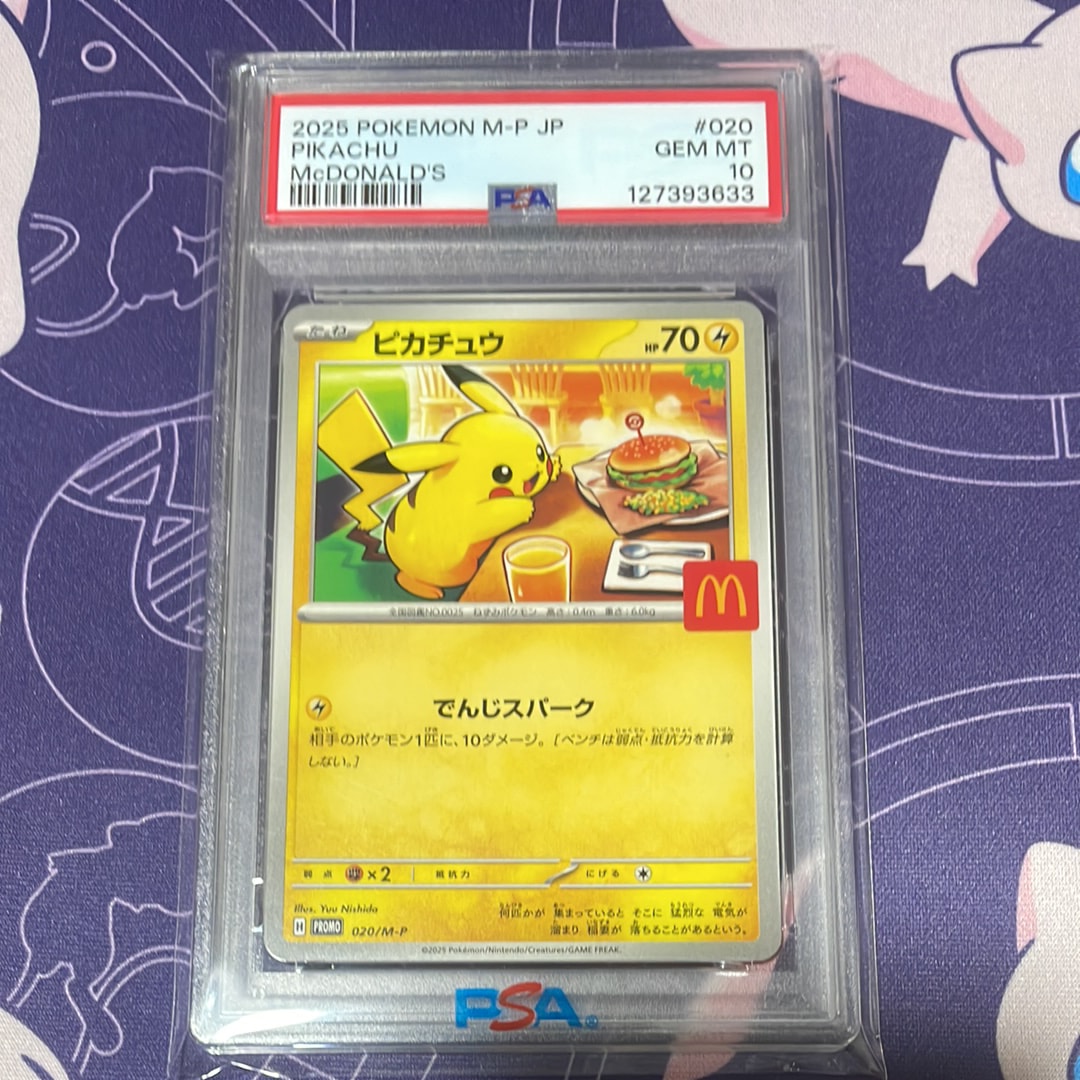 2025 POKEMON M-P JP #020
PIKACHU GEM MT
McDONALD'S 10
127393633
PSA
たね ピカチュウ HP 70
全国図鑑NO.0025 ねずみポケモン 高さ:0.4m 重さ:6.0kg
でんじスパーク
相手のポケモン1匹に、10ダメージ。[ベンチは弱点・抵抗力を計算
しない。]
弱点 ×2 抵抗力 にげる
Illus. Yuu Nishida
何匹かが 集まっていると そこに 猛烈な 電気が
溜まり 稲妻が 落ちることがあるという。
PROMO 020/M-P
©2025 Pokémon/Nintendo/Creatures/GAME FREAK.
PSA